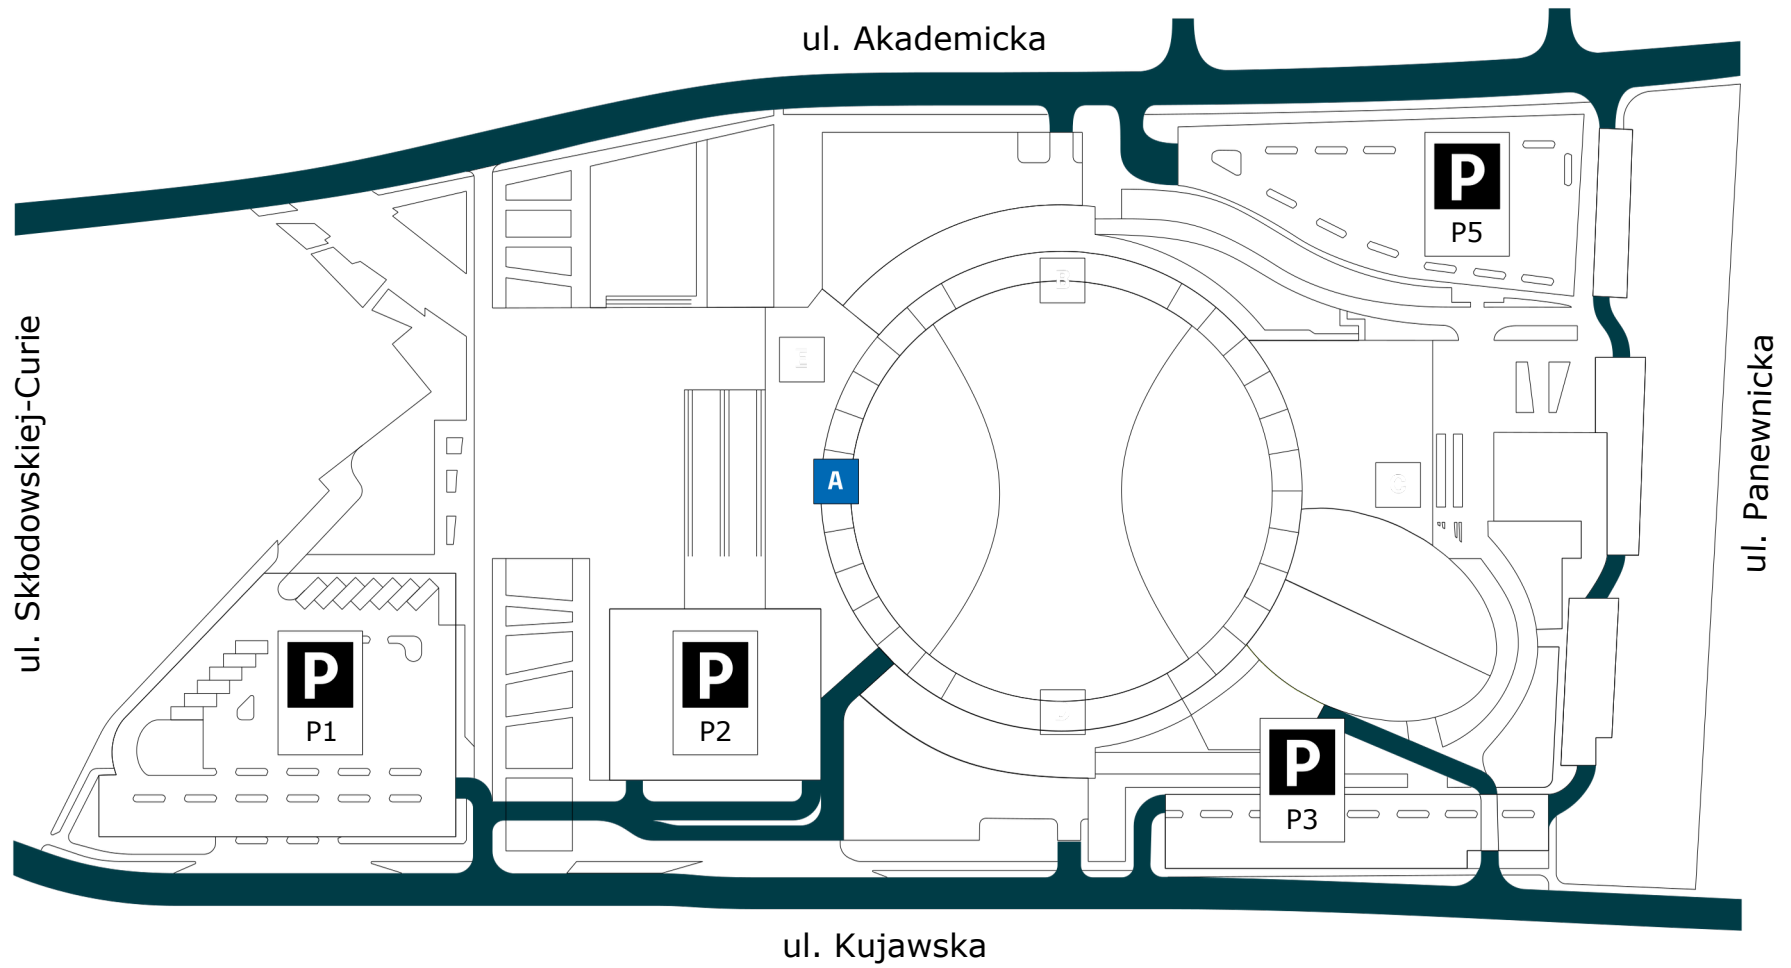 ul. Akademicka
P
P5
B
E
ul. Skłodowskiej-Curie
ul. Panewnicka
A
C
P
P1
P
P2
P
P3
ul. Kujawska